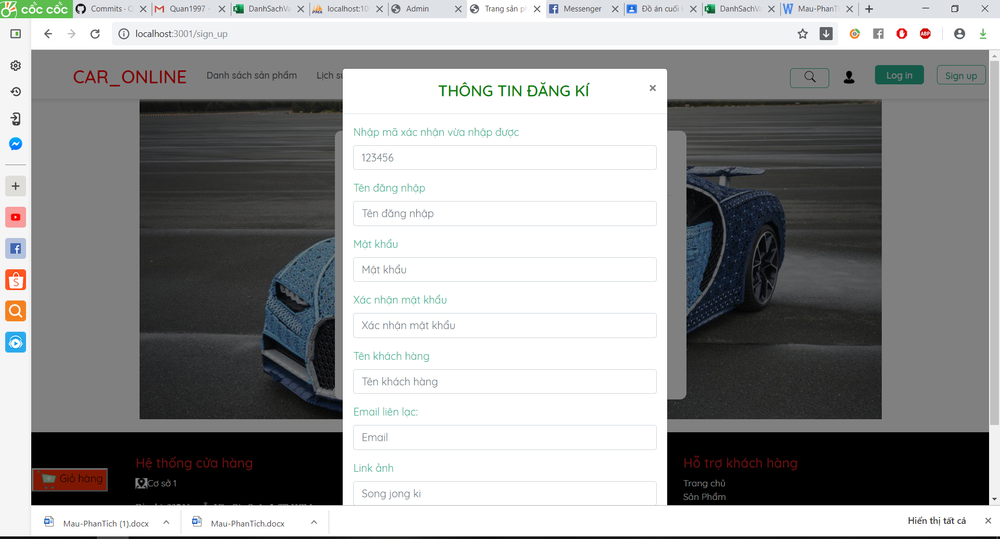 cốc cốc
Commits · Q
Quan1997 -
DanhSachVa
localhost:10
Admin
Trang sản p
Messenger
Đồ án cuối
DanhSachVa
Mau-PhanTi
localhost:3001/sign_up
ABP
CAR_ONLINE
Danh sách sản phẩm
Lịch sử
Log in
Sign up
THÔNG TIN ĐĂNG KÍ
×
Nhập mã xác nhận vừa nhập được
123456
Tên đăng nhập
Tên đăng nhập
Mật khẩu
Mật khẩu
Xác nhận mật khẩu
Xác nhận mật khẩu
Tên khách hàng
Tên khách hàng
Email liên lạc:
Email
Link ảnh
Song jong ki
Hệ thống cửa hàng
Cơ sở 1
Giỏ hàng
Hỗ trợ khách hàng
Trang chủ
Sản Phẩm
Mau-PhanTich (1).docx
Mau-PhanTich.docx
Hiển thị tất cả